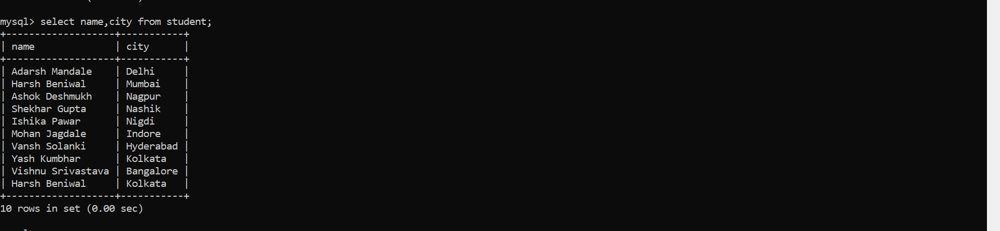 mysql> select name,city from student;
+-------------------+-----------+
| name              | city      |
+-------------------+-----------+
| Adarsh Mandale    | Delhi     |
| Harsh Beniwal     | Mumbai    |
| Ashok Deshmukh    | Nagpur    |
| Shekhar Gupta     | Nashik    |
| Ishika Pawar      | Nigdi     |
| Mohan Jagdale     | Indore    |
| Vansh Solanki     | Hyderabad |
| Yash Kumbhar      | Kolkata   |
| Vishnu Srivastava | Bangalore |
| Harsh Beniwal     | Kolkata   |
+-------------------+-----------+
10 rows in set (0.00 sec)